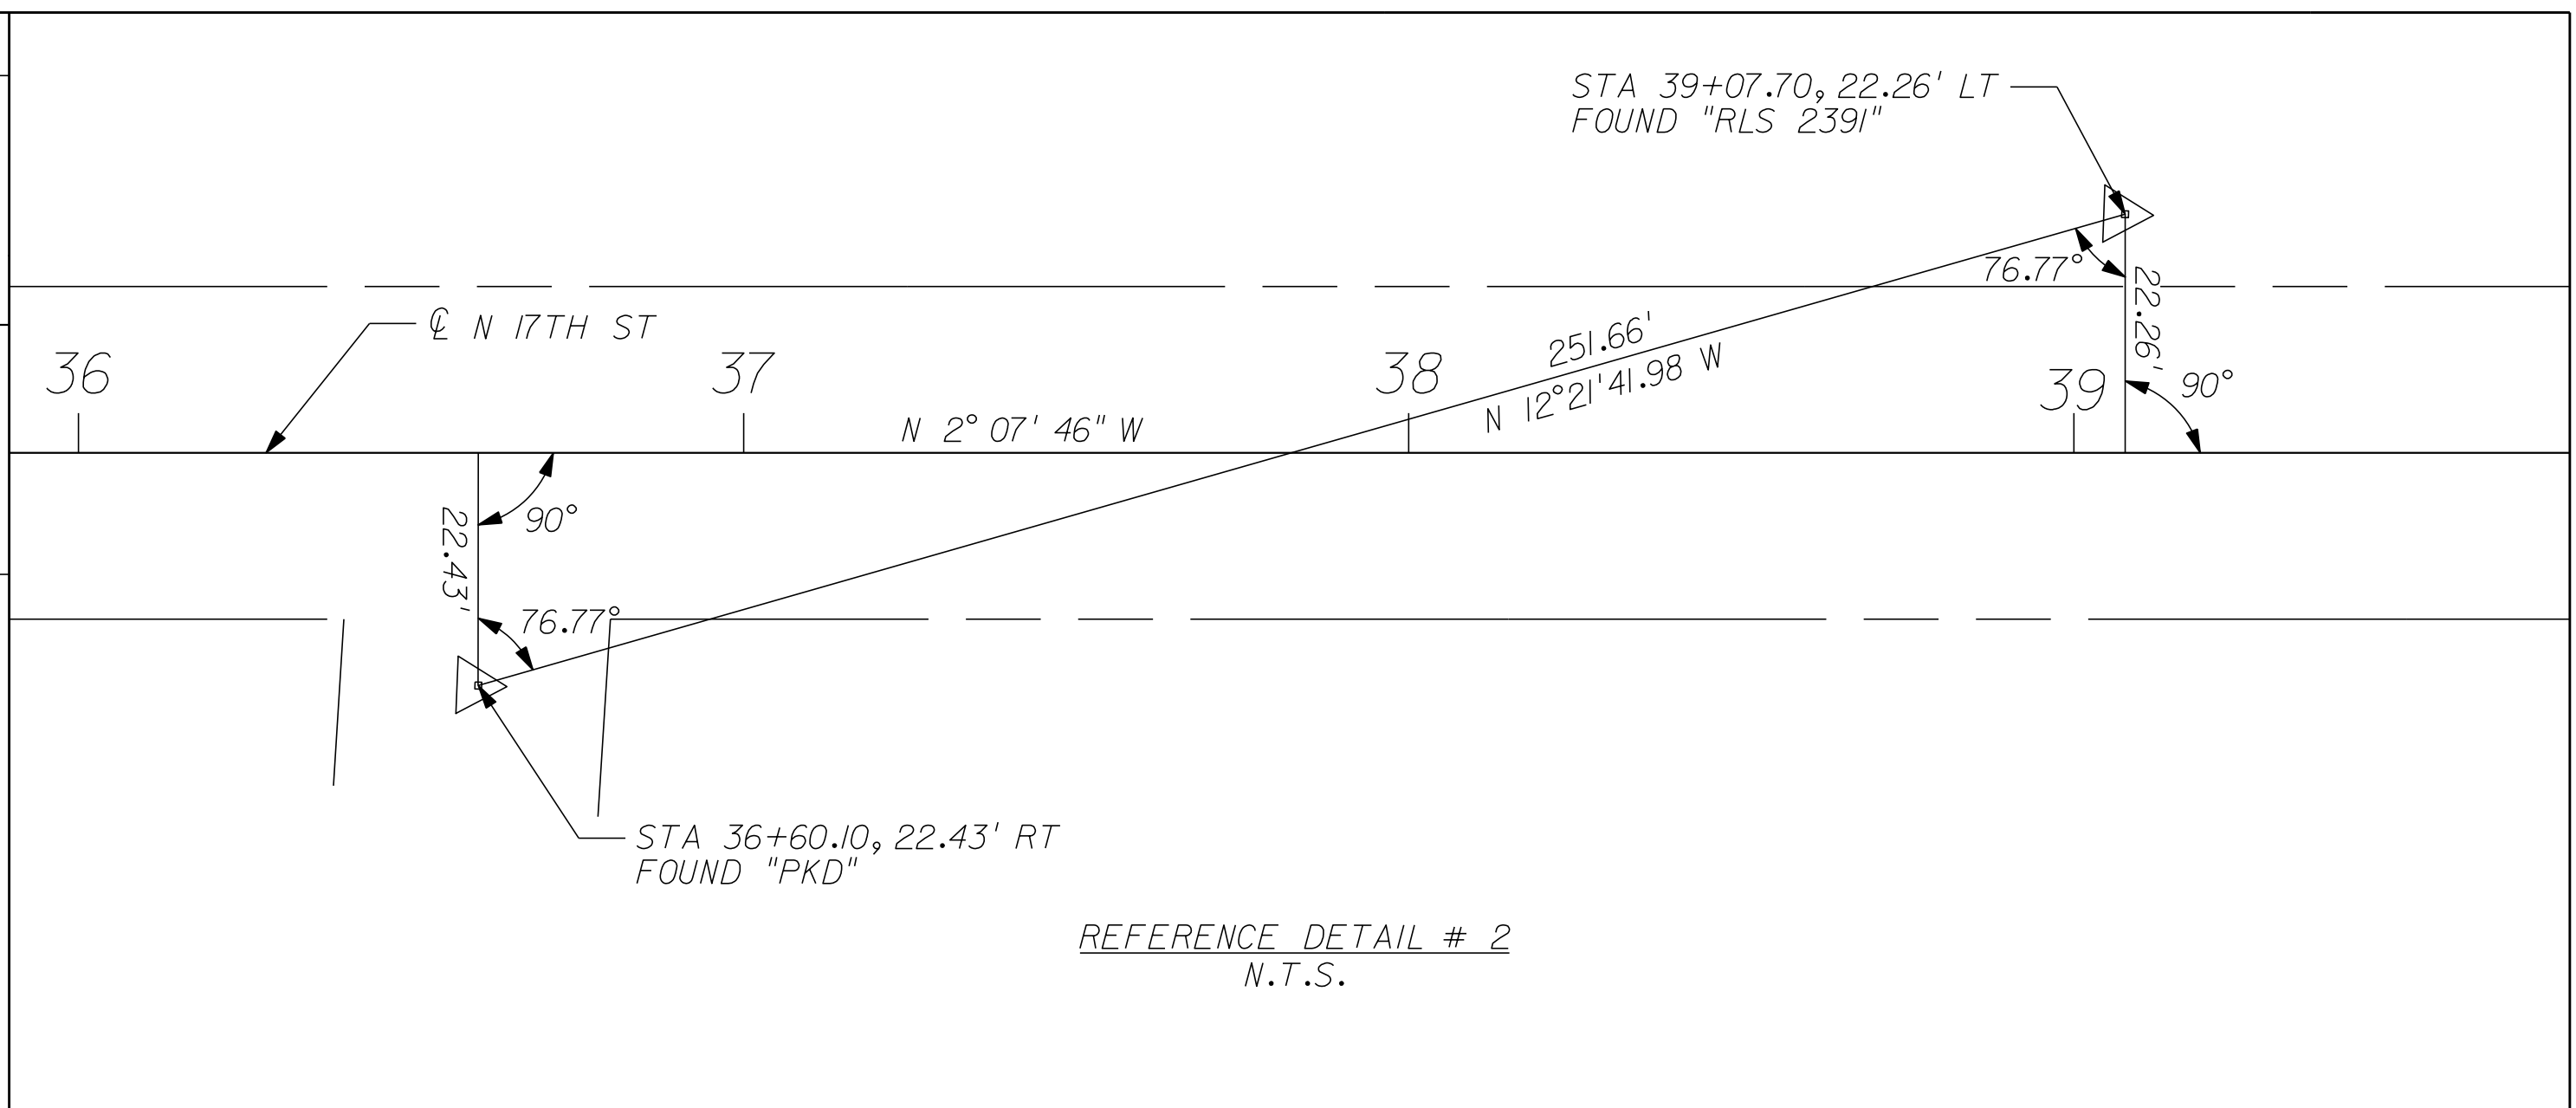 STA 39+07.70, 22.26' LT
FOUND "RLS 2391"
76.77°
22.26'
℄ N 17TH ST
251.66'
N 12°21'41.98 W
36
37
38
39
90°
N 2° 07' 46" W
90°
22.43'
76.77°
STA 36+60.10, 22.43' RT
FOUND "PKD"
REFERENCE DETAIL # 2
N.T.S.